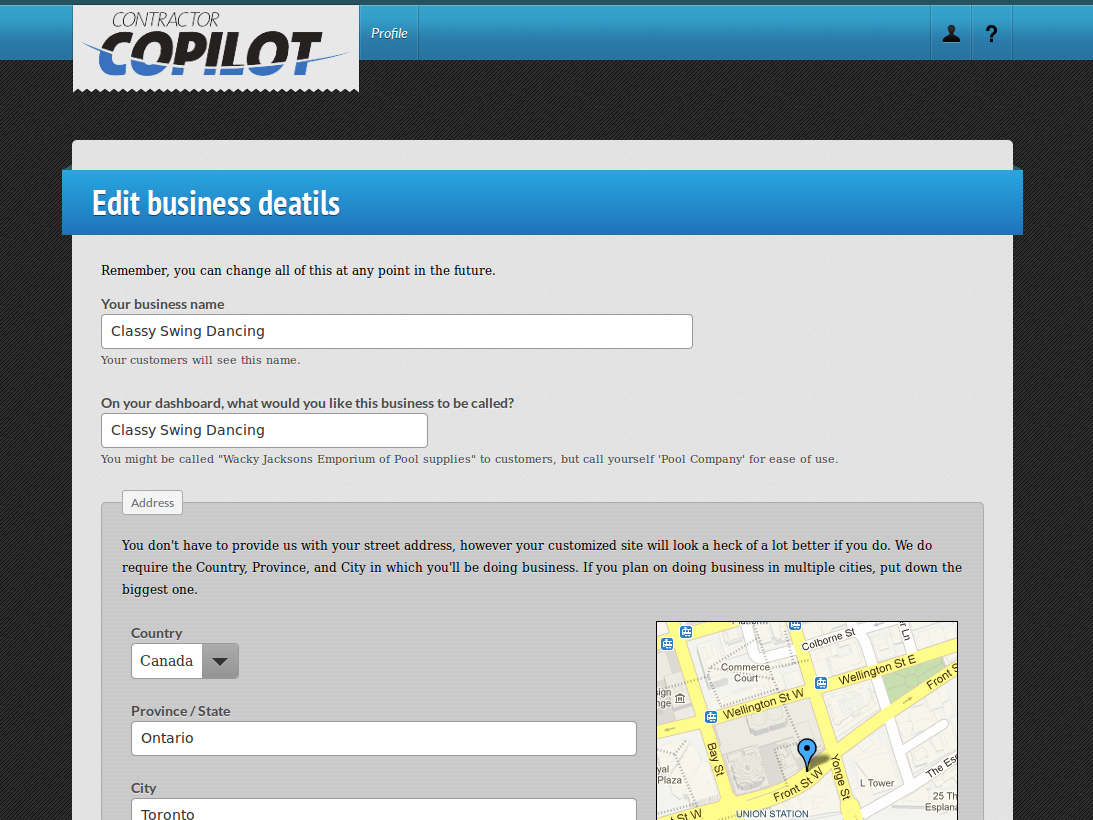 CONTRACTOR
COPILOT
Profile
?
Edit business deatils
Remember, you can change all of this at any point in the future.
Your business name
Classy Swing Dancing
Your customers will see this name.
On your dashboard, what would you like this business to be called?
Classy Swing Dancing
You might be called "Wacky Jacksons Emporium of Pool supplies" to customers, but call yourself 'Pool Company' for ease of use.
Address
You don't have to provide us with your street address, however your customized site will look a heck of a lot better if you do. We do
require the Country, Province, and City in which you'll be doing business. If you plan on doing business in multiple cities, put down the
biggest one.
Country
Canada
Province / State
Ontario
City
Toronto
Colborne St
Commerce
Court
Wellington St E
Front S
Wellington St W
Bay St
Plaza
Front St W
Yonge St
L Tower
The Esp
25 Th
Esplana
UNION STATION